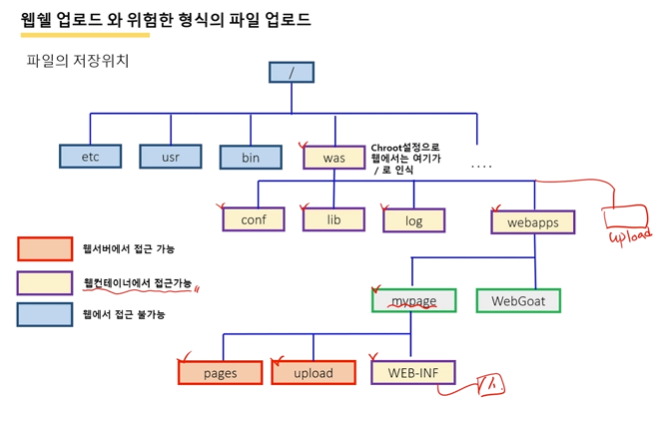 웹쉘 업로드 와 위험한 형식의 파일 업로드
파일의 저장위치
/
etc
usr
bin
was
Chroot설정으로
웹에서는 여기가
/ 로 인식
....
conf
lib
log
webapps
upload
웹서버에서 접근 가능
웹컨테이너에서 접근가능
웹에서 접근 불가능
mypage
WebGoat
pages
upload
WEB-INF